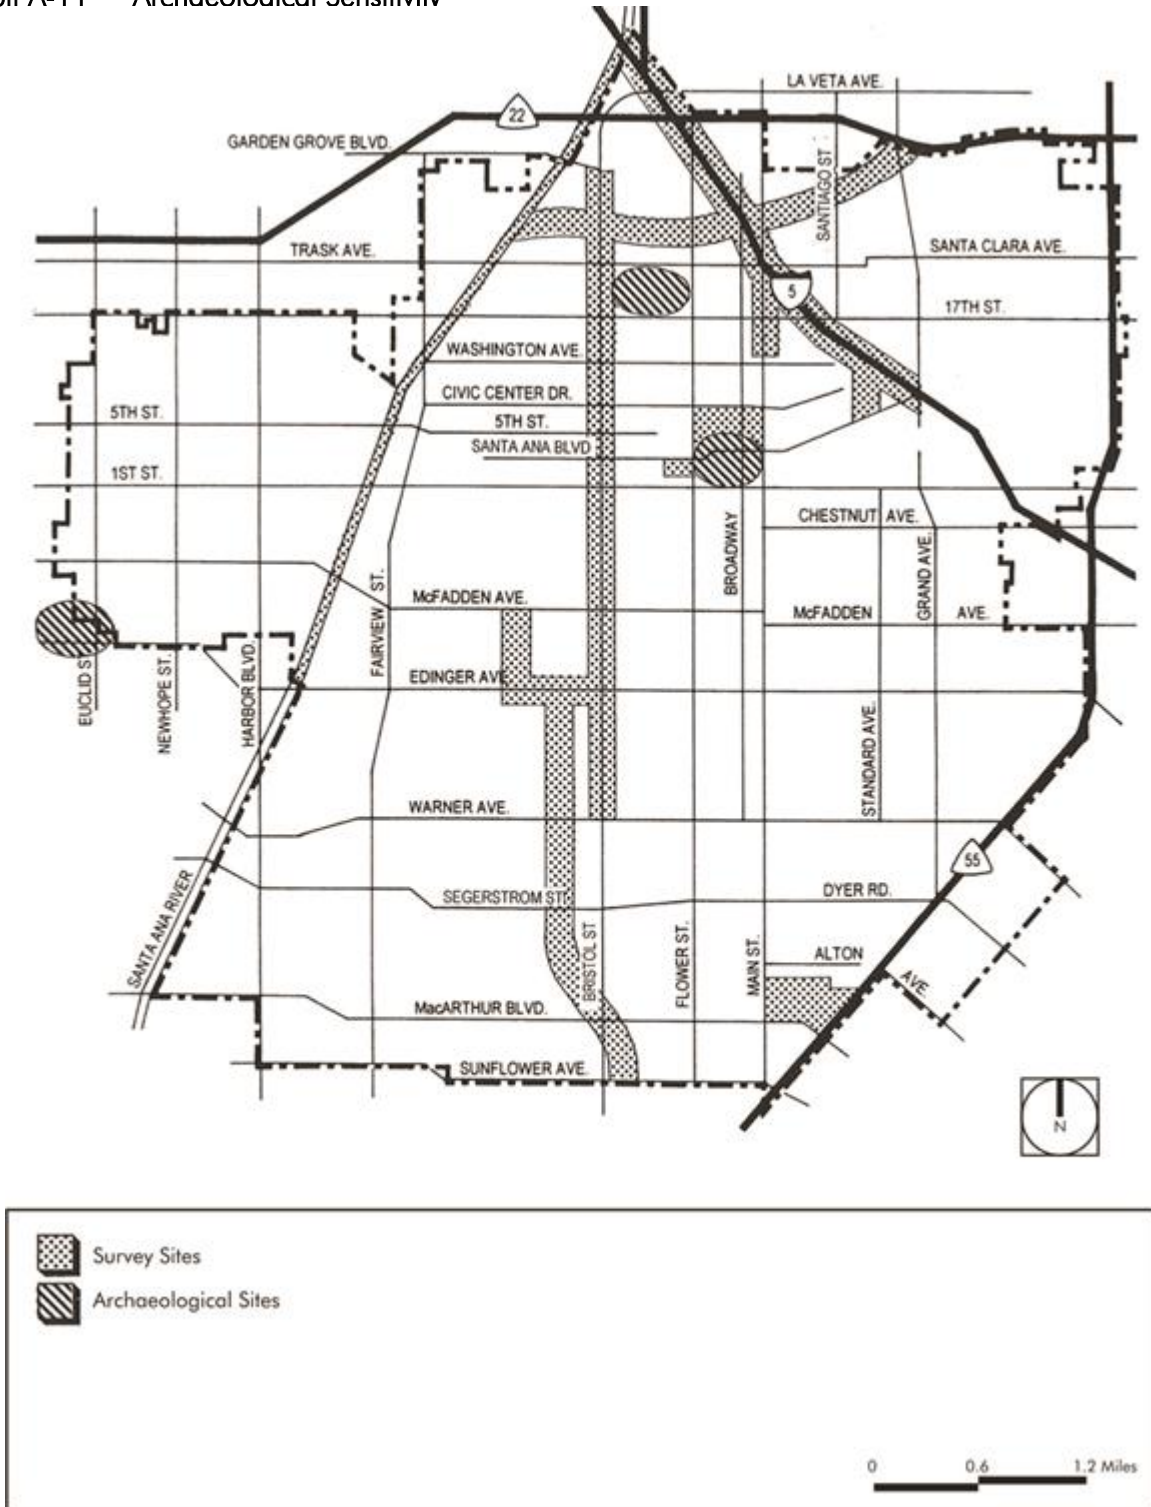 Archaeological Sensitivity
LA VETA AVE.
22
GARDEN GROVE BLVD.
SANTIAGO ST
TRASK AVE.
SANTA CLARA AVE.
5
17TH ST.
WASHINGTON AVE.
CIVIC CENTER DR.
5TH ST.
5TH ST.
SANTA ANA BLVD
1ST ST.
CHESTNUT AVE.
BROADWAY
GRAND AVE.
FAIRVIEW ST.
McFADDEN AVE.
McFADDEN AVE.
EUCLID S
NEWHOPE ST.
HARBOR BLVD.
EDINGER AVE
STANDARD AVE.
WARNER AVE.
55
SANTA ANA RIVER
SEGERSTROM ST.
DYER RD.
BRISTOL ST
FLOWER ST.
MAIN ST.
ALTON
AVE.
MacARTHUR BLVD.
SUNFLOWER AVE.
N
Survey Sites
Archaeological Sites
0 0.6 1.2 Miles